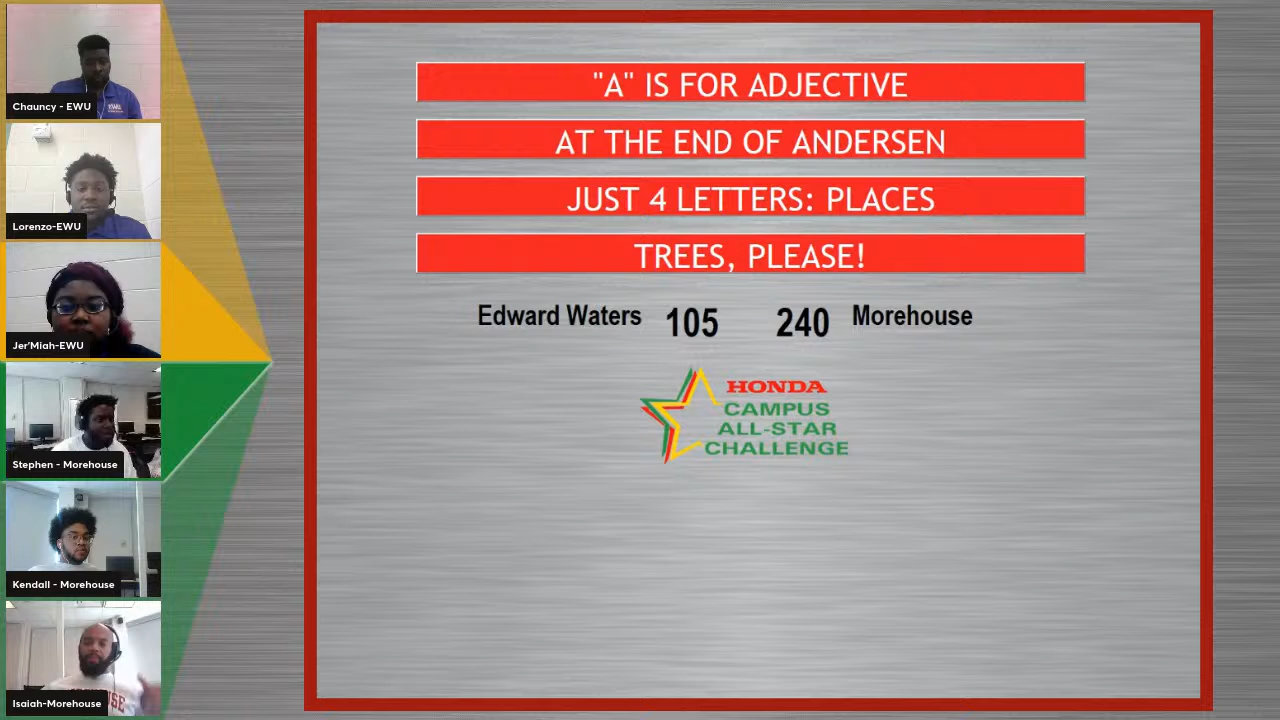 Chauncy - EWU
Lorenzo-EWU
Jer'Miah-EWU
Stephen - Morehouse
Kendall - Morehouse
Isaiah-Morehouse
"A" IS FOR ADJECTIVE
AT THE END OF ANDERSEN
JUST 4 LETTERS: PLACES
TREES, PLEASE!
Edward Waters 105 240 Morehouse
HONDA
CAMPUS
ALL-STAR
CHALLENGE